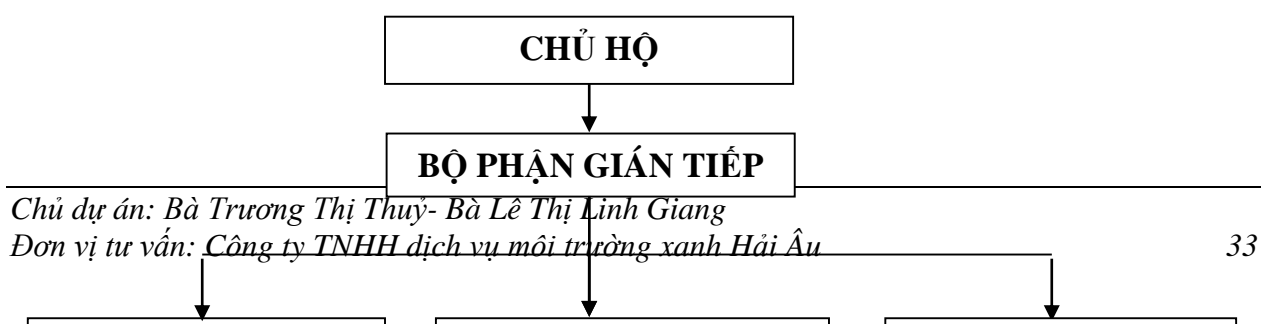 CHỦ HỘ
BỘ PHẬN GIÁN TIẾP
Chủ dự án: Bà Trương Thị Thuỷ- Bà Lê Thị Linh Giang
Đơn vị tư vấn: Công ty TNHH dịch vụ môi trường xanh Hải Âu 33